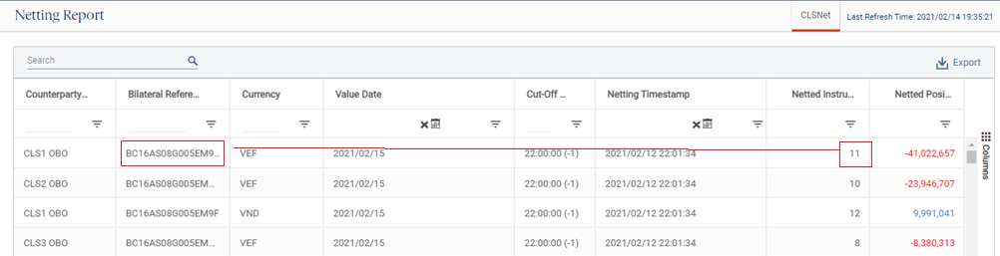 Netting Report
CLSNet
Last Refresh Time: 2021/02/14 19:35:21
Search
Export
Counterparty... Bilateral Refere... Currency Value Date Cut-Off ... Netting Timestamp Netted Instru... Netted Posi...
CLS1 OBO BC16AS08G005EM9... VEF 2021/02/15 22:00:00 (-1) 2021/02/12 22:01:34 11 -41,022,657
CLS2 OBO BC16AS08G005EM... VEF 2021/02/15 22:00:00 (-1) 2021/02/12 22:01:34 10 -23,946,707
CLS1 OBO BC16AS08G005EM9F VND 2021/02/15 22:00:00 (-1) 2021/02/12 22:01:34 12 9,991,041
CLS3 OBO BC16AS08G005EM... VEF 2021/02/15 22:00:00 (-1) 2021/02/12 22:01:34 8 -8,380,313
Columns